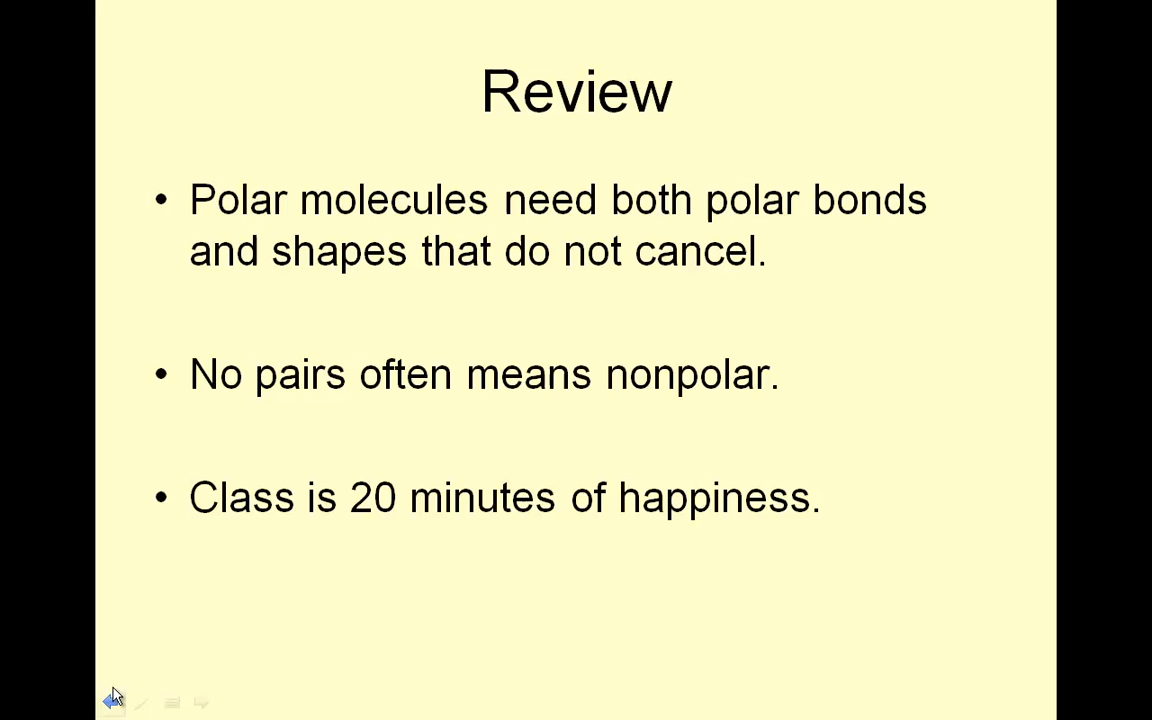 Review
• Polar molecules need both polar bonds
and shapes that do not cancel.
• No pairs often means nonpolar.
• Class is 20 minutes of happiness.